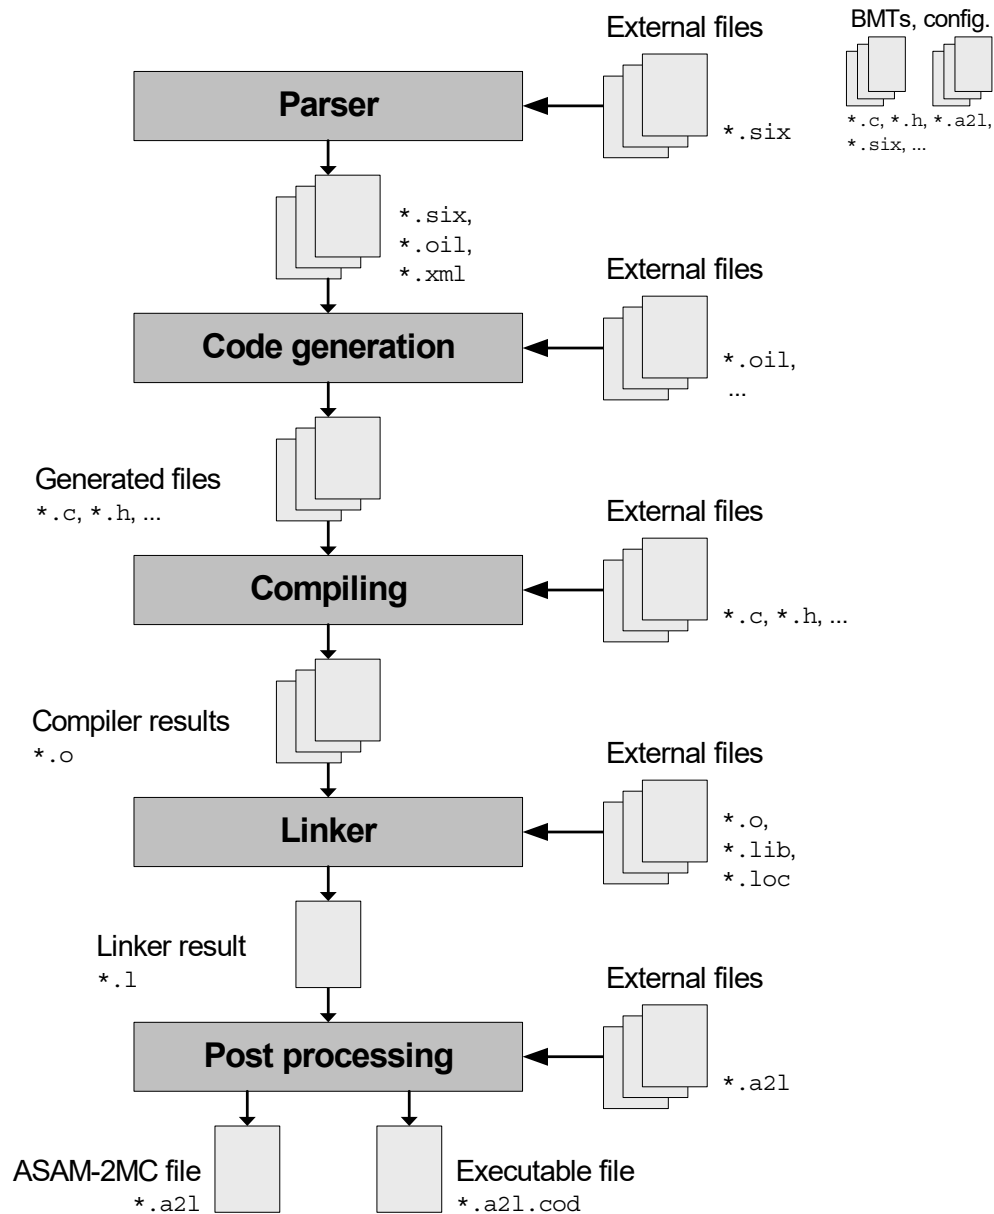 External files
BMTs, config.
Parser
*.six
*.c, *.h, *.a2l,
*.six, ...
*.six,
*.oil,
*.xml
External files
Code generation
*.oil,
...
Generated files
*.c, *.h, ...
External files
Compiling
*.c, *.h, ...
Compiler results
*.o
External files
Linker
*.o,
*.lib,
*.loc
Linker result
*.l
External files
Post processing
*.a2l
ASAM-2MC file
*.a2l
Executable file
*.a2l.cod